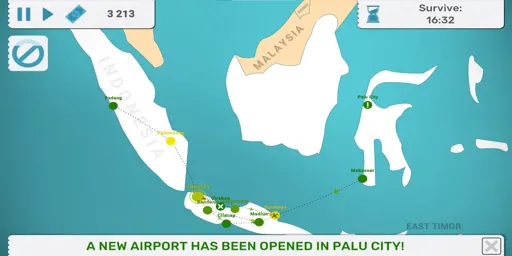 3 213
Survive:
16:32
MALAYSIA
INDONESIA
Padang
Palembang
Palu City
Makassar
Bandung
Cilacap
Madiun
EAST TIMOR
A NEW AIRPORT HAS BEEN OPENED IN PALU CITY!